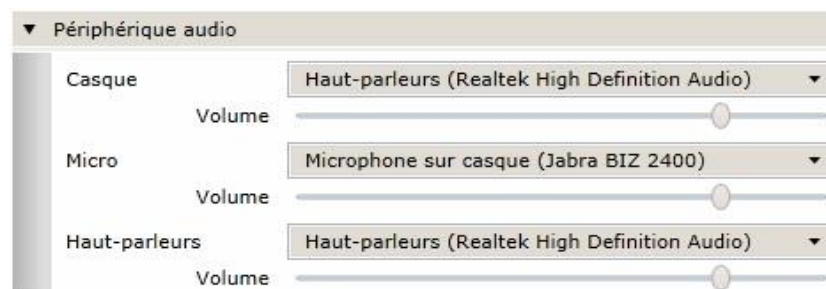 Périphérique audio
Casque Haut-parleurs (Realtek High Definition Audio)
Volume
Micro Microphone sur casque (Jabra BIZ 2400)
Volume
Haut-parleurs Haut-parleurs (Realtek High Definition Audio)
Volume